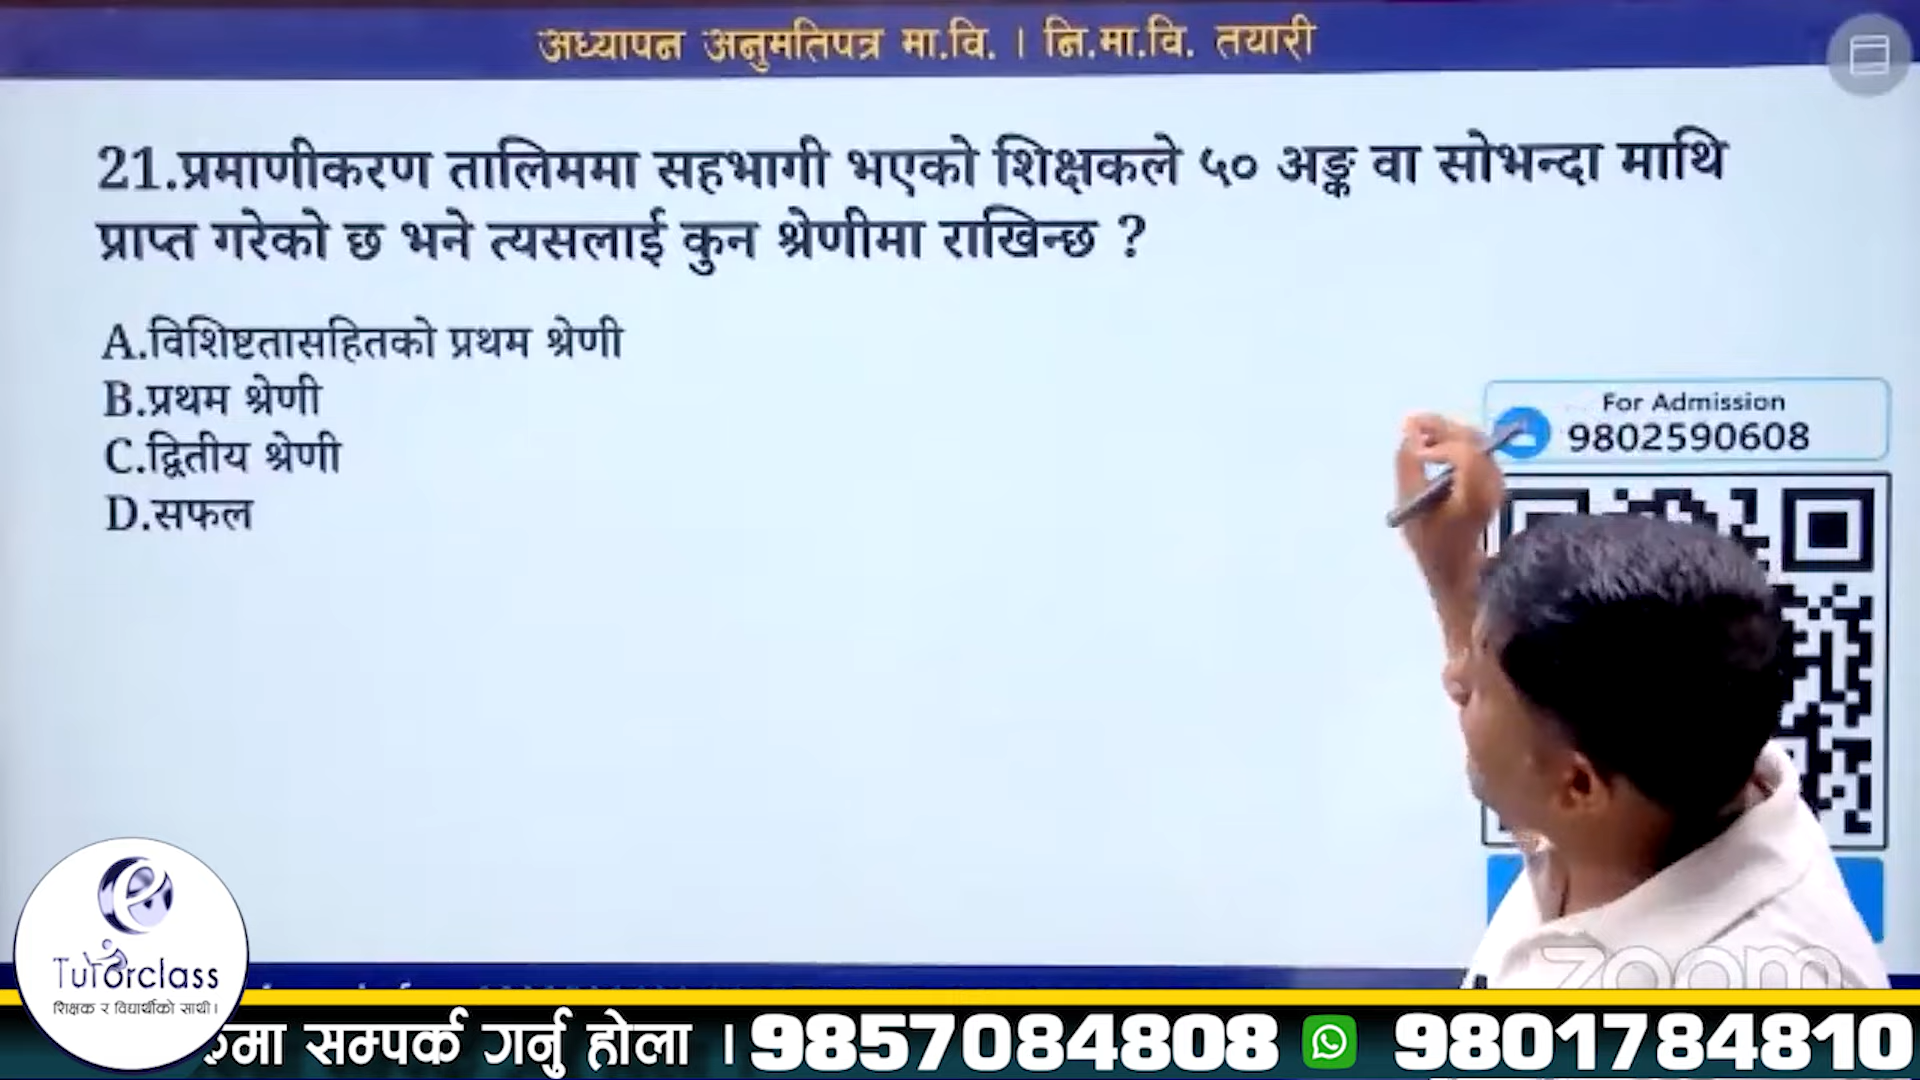 अध्यापन अनुमतिपत्र मा.वि. । नि.मा.वि. तयारी
21.प्रमाणीकरण तालिममा सहभागी भएको शिक्षकले ५० अङ्क वा सोभन्दा माथि
प्राप्त गरेको छ भने त्यसलाई कुन श्रेणीमा राखिन्छ ?
A.विशिष्टतासहितको प्रथम श्रेणी
B.प्रथम श्रेणी
C.द्वितीय श्रेणी
D.सफल
For Admission
9802590608
zoom
e
Tutorclass
शिक्षक र विद्यार्थीको साथी।
सम्पर्क गर्नु होला । 9857084808 9801784810